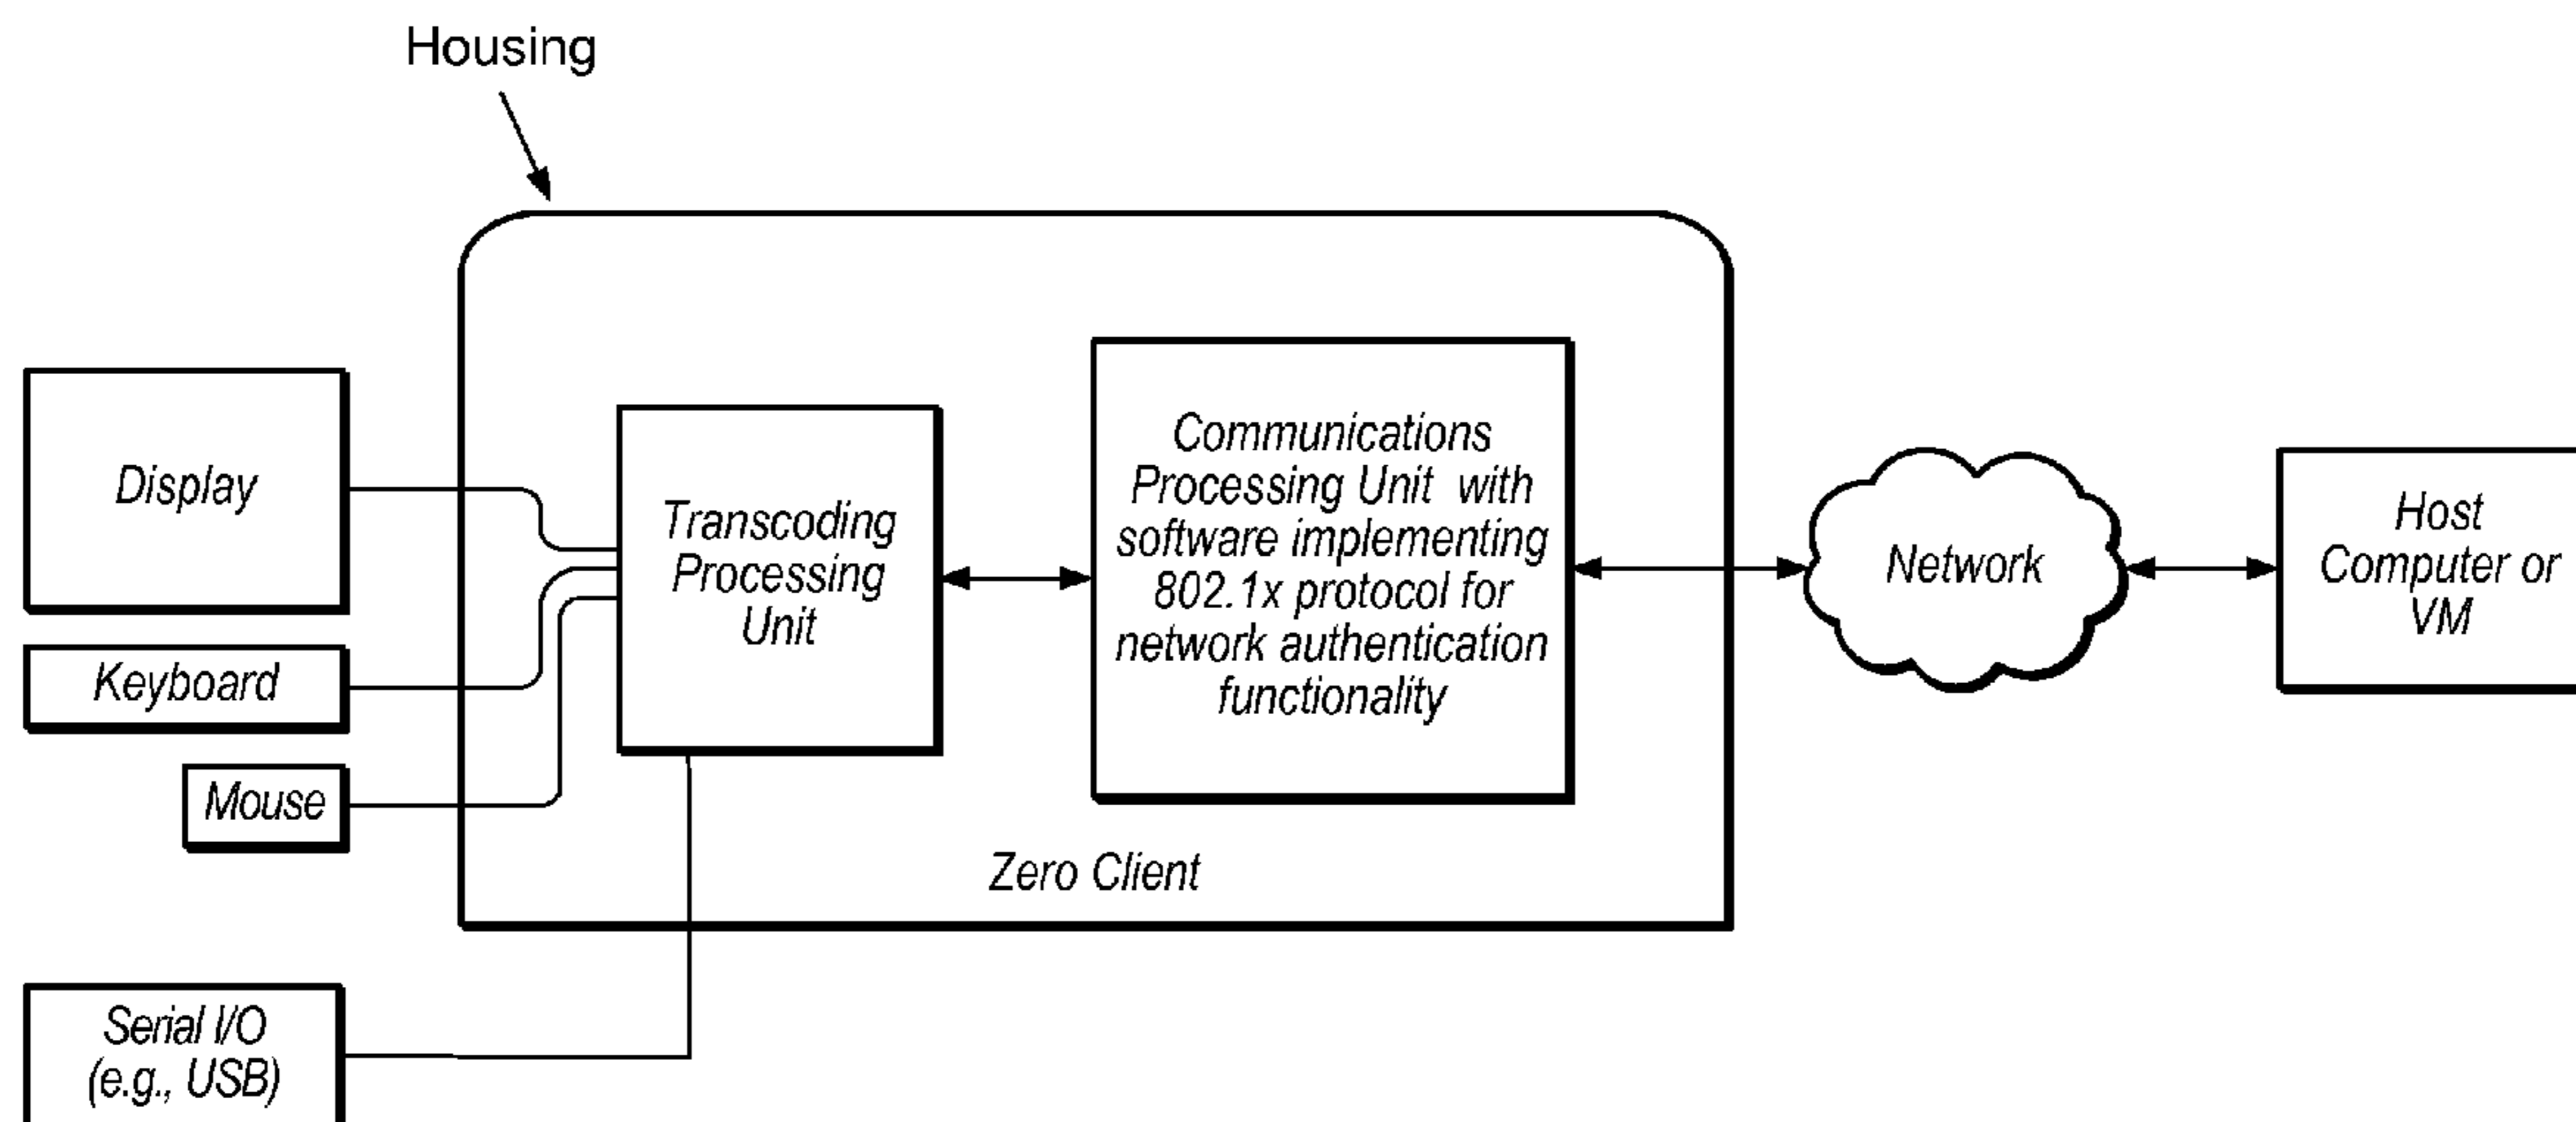 Housing
Display
Keyboard
Mouse
Serial I/O
(e.g., USB)
Transcoding
Processing
Unit
Communications
Processing Unit with
software implementing
802.1x protocol for
network authentication
functionality
Zero Client
Network
Host
Computer or
VM